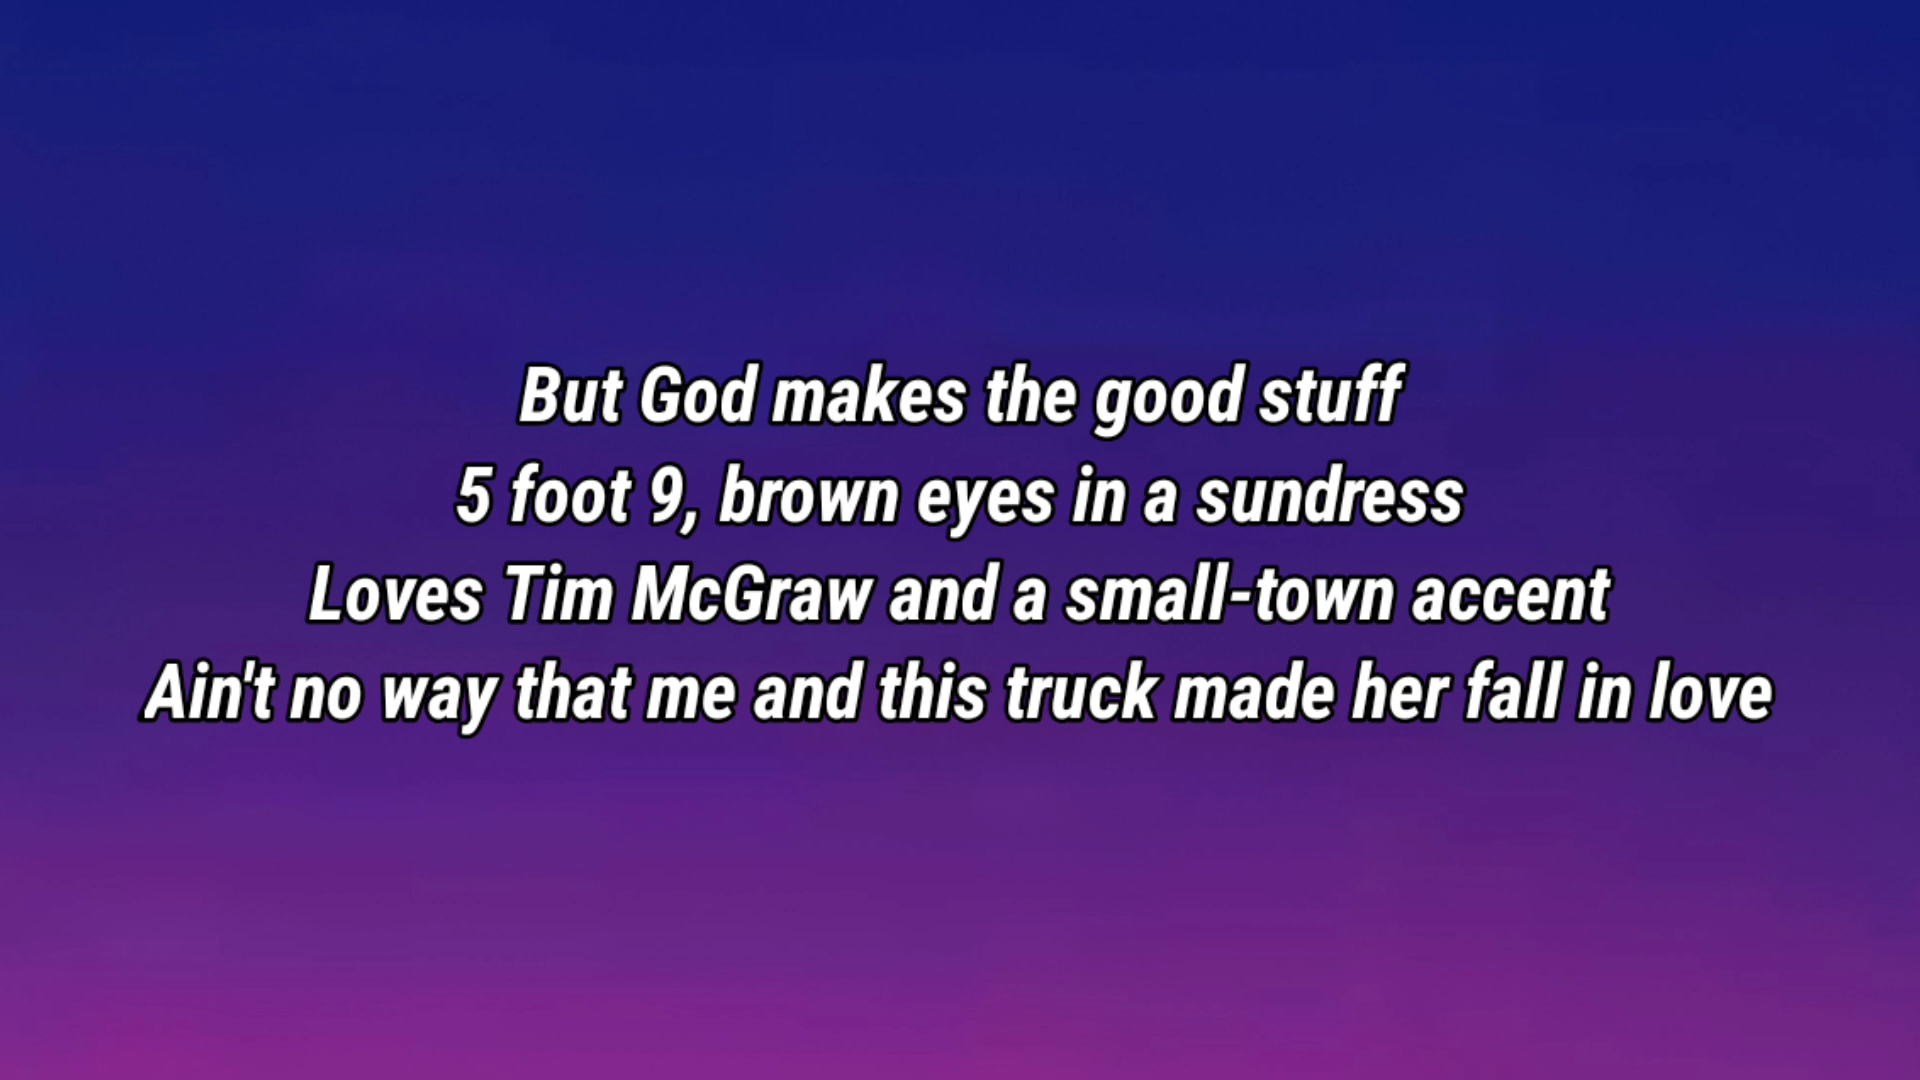 But God makes the good stuff
5 foot 9, brown eyes in a sundress
Loves Tim McGraw and a small-town accent
Ain't no way that me and this truck made her fall in love